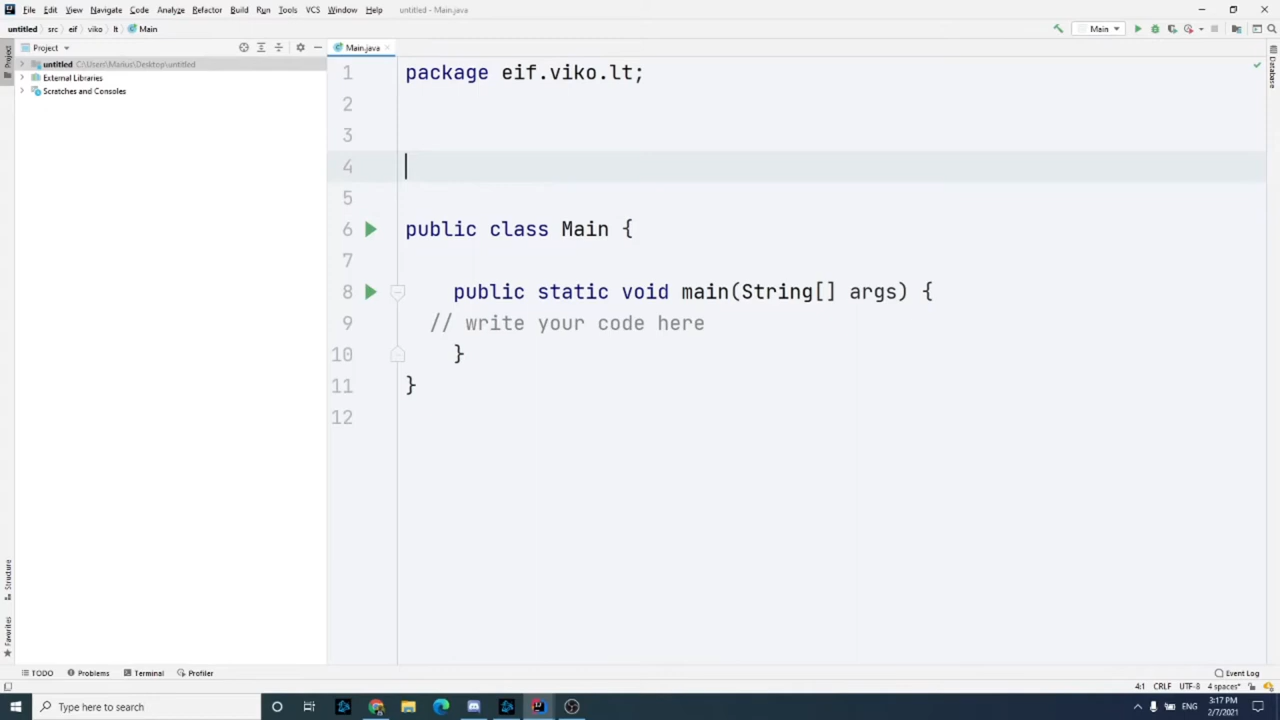 File Edit View Navigate Code Analyze Refactor Build Run Tools VCS Window Help untitled - Main.java
untitled src eif viko lt Main Main
Project Main.java
Project
untitled C:\Users\Marius\Desktop\untitled
External Libraries
Scratches and Consoles
Database
Structure
Favorites
1 package eif.viko.lt;
2
3
4
5
6 public class Main {
7
8 public static void main(String[] args) {
9 // write your code here
10 }
11 }
12
TODO Problems Terminal Profiler Event Log
4:1 CRLF UTF-8 4 spaces*
Type here to search ENG 3:17 PM
2/7/2021